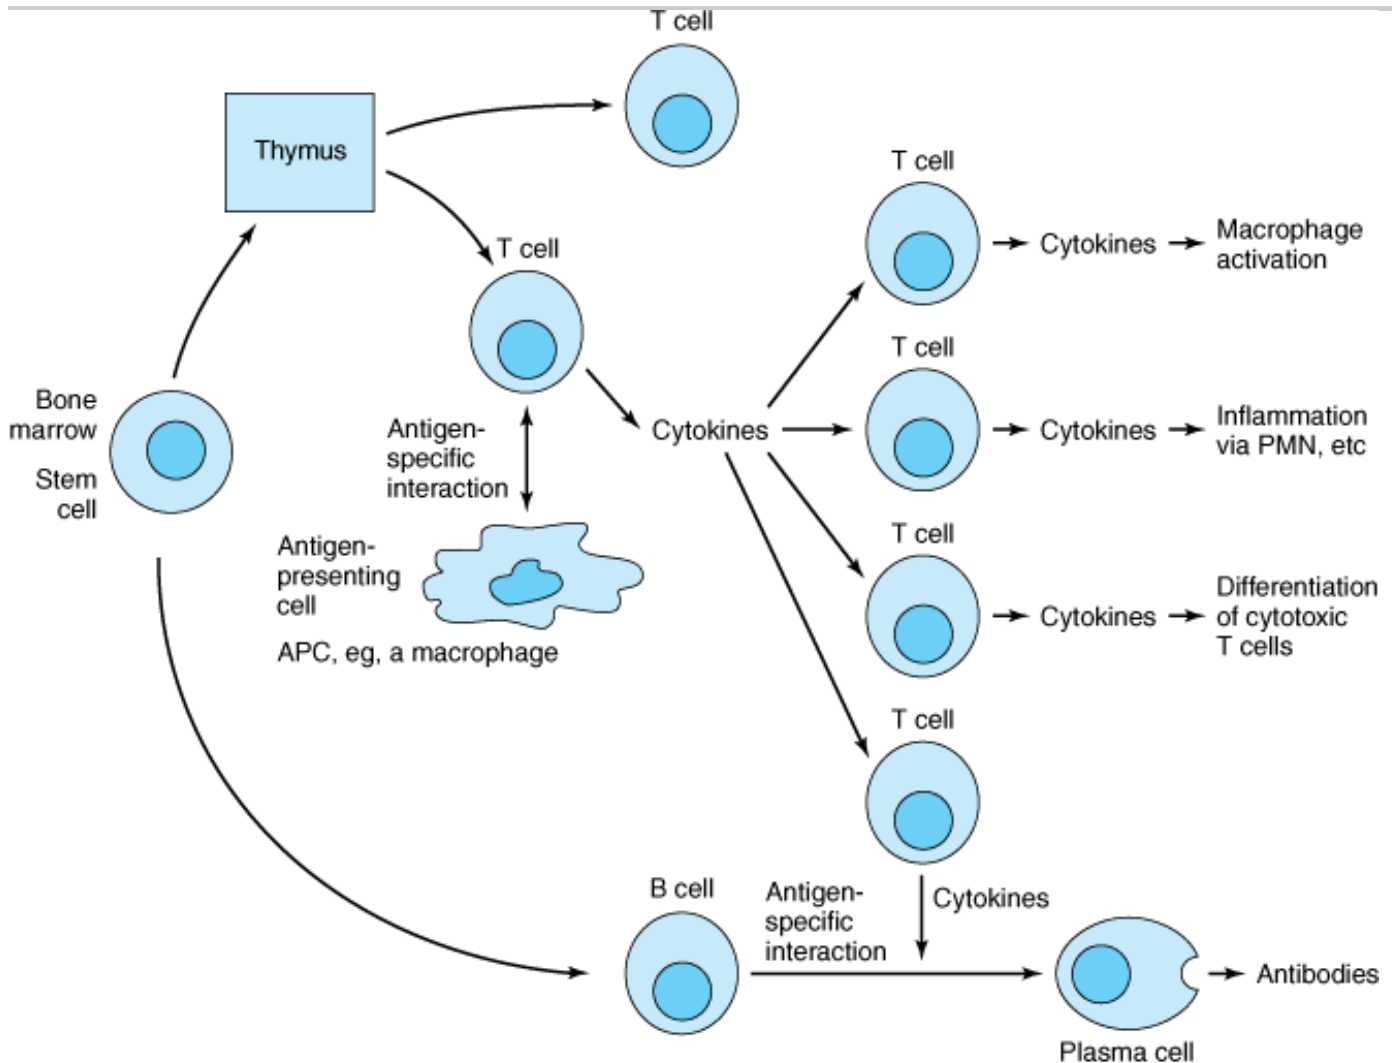 T cell
Thymus
T cell
T cell
Cytokines
Macrophage
activation
Bone
marrow
Stem
cell
Antigen-
specific
interaction
Cytokines
T cell
Cytokines
Inflammation
via PMN, etc
Antigen-
presenting
cell
APC, eg, a macrophage
T cell
Cytokines
Differentiation
of cytotoxic
T cells
T cell
B cell
Antigen-
specific
interaction
Cytokines
Antibodies
Plasma cell